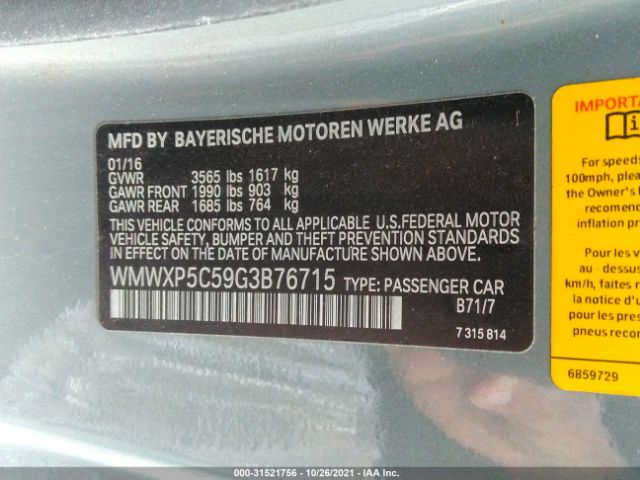 MFD BY BAYERISCHE MOTOREN WERKE AG
01/16
GVWR 3565 lbs 1617 kg
GAWR FRONT 1990 lbs 903 kg
GAWR REAR 1685 lbs 764 kg
THIS VEHICLE CONFORMS TO ALL APPLICABLE U.S.FEDERAL MOTOR
VEHICLE SAFETY, BUMPER AND THEFT PREVENTION STANDARDS
IN EFFECT ON THE DATE OF MANUFACTURE SHOWN ABOVE.
WMWXP5C59G3B76715 TYPE: PASSENGER CAR
B71/7
7 315 814
IMPORTA
For speeds
100mph, plea
the Owner's
recommen
inflation pr
Pour les
au - dessus
km/h, faites
la notice d'u
pour les pres
pneus recor
6859729
000-31521756 - 10/26/2021 - IAA Inc.